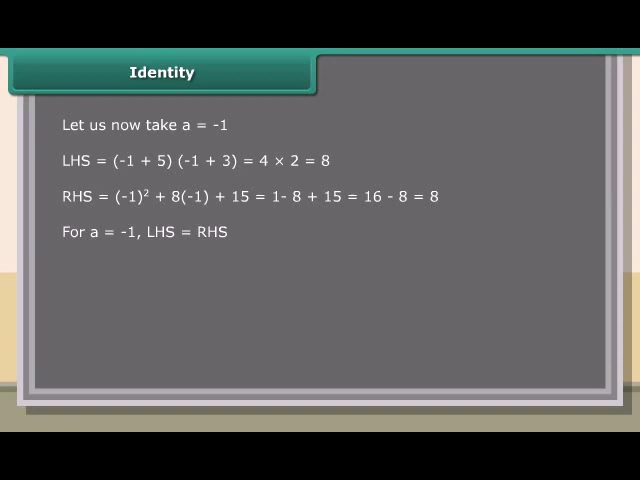 Identity
Let us now take a = -1
LHS = (-1 + 5) (-1 + 3) = 4 × 2 = 8
RHS = (-1)² + 8(-1) + 15 = 1- 8 + 15 = 16 - 8 = 8
For a = -1, LHS = RHS